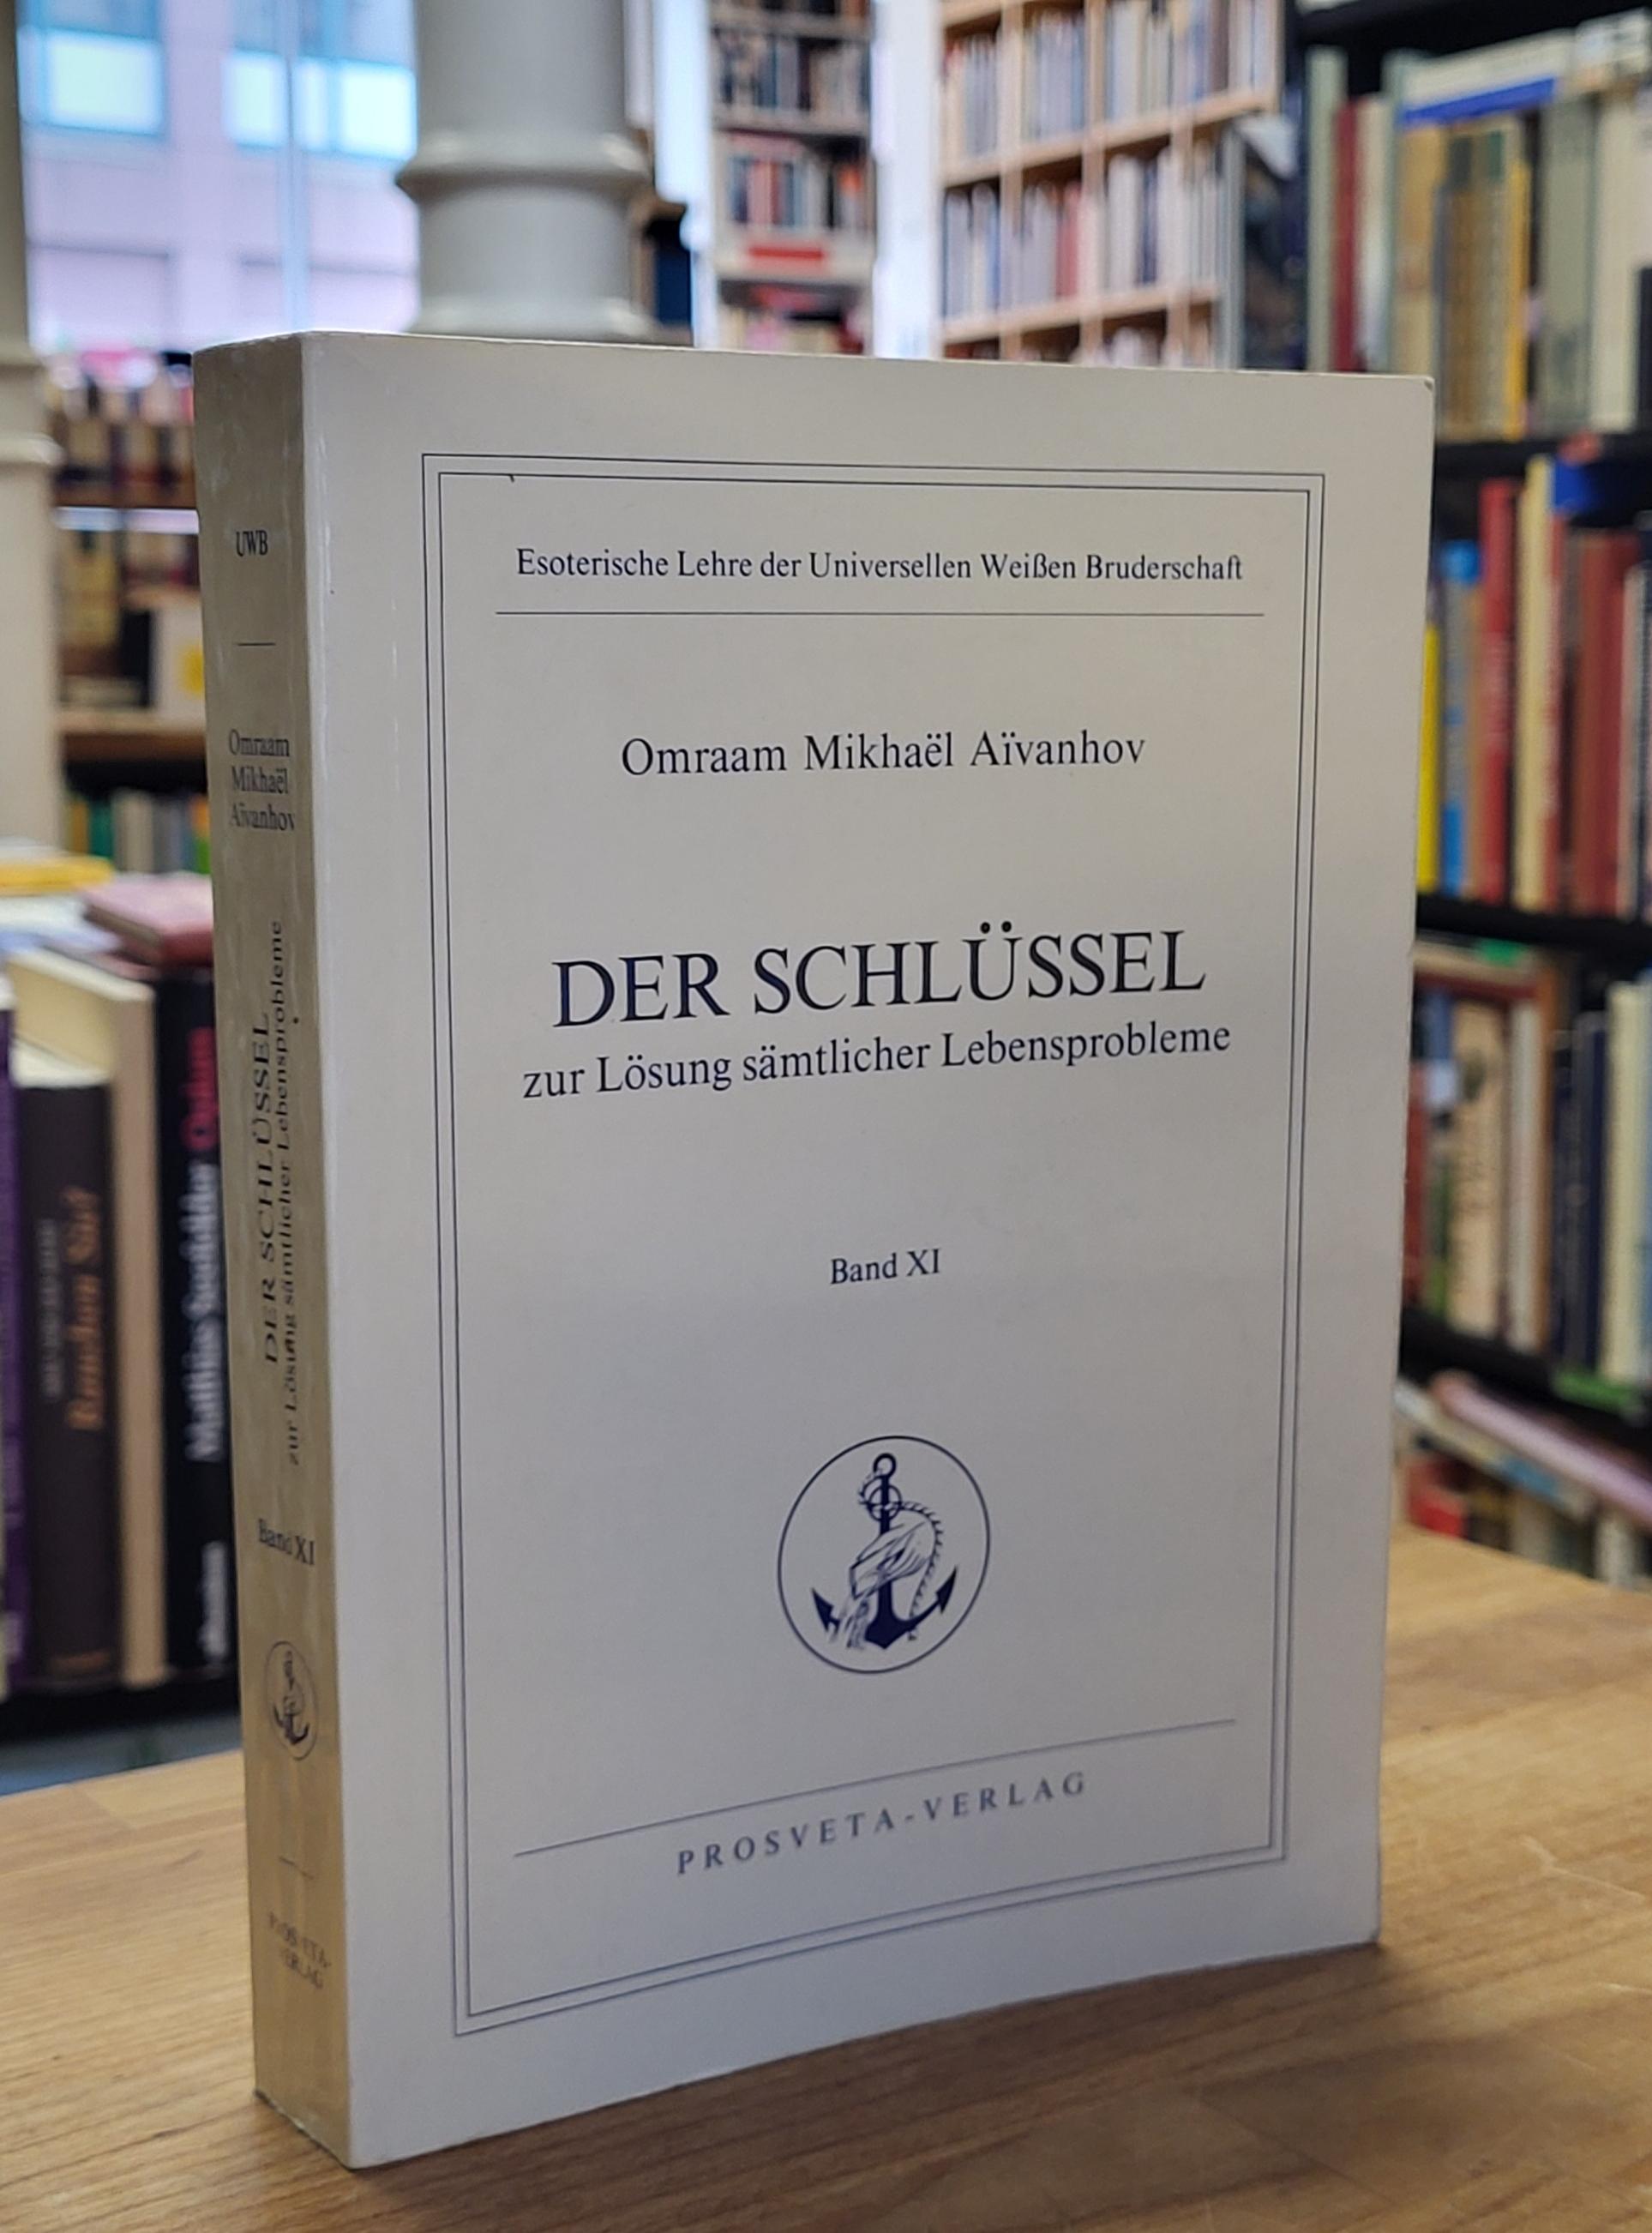 Esoterische Lehre der Universellen Weißen Bruderschaft
Omraam Mikhaël Aïvanhov
DER SCHLÜSSEL
zur Lösung sämtlicher Lebensprobleme
Band XI
PROSVETA-VERLAG
UWB
Omraam
Mikhaël
Aïvanhov
DER SCHLÜSSEL
zur Lösung sämtlicher Lebensprobleme
Band XI
PROSVETA-
VERLAG